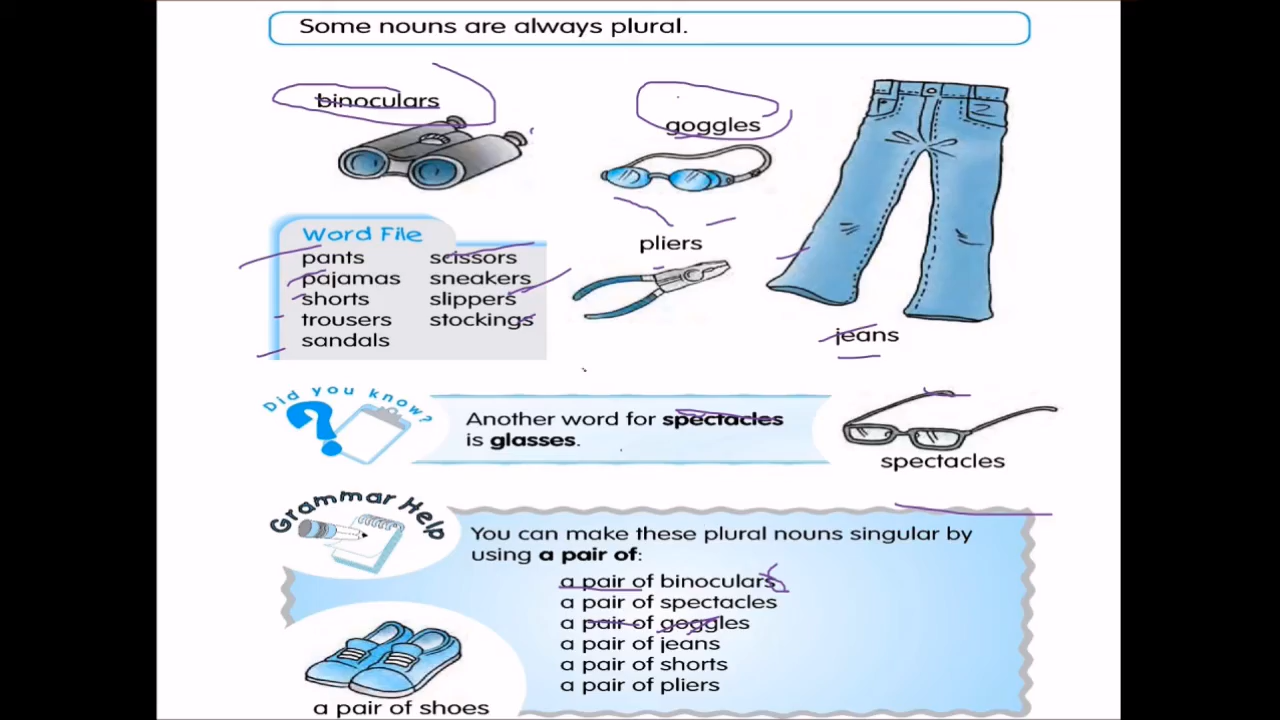 Some nouns are always plural.
binoculars
goggles
pliers
jeans
Word File
pants scissors
pajamas sneakers
shorts slippers
trousers stockings
sandals
Did you know?
Another word for spectacles
is glasses.
spectacles
Grammar Help
You can make these plural nouns singular by
using a pair of:
a pair of binoculars
a pair of spectacles
a pair of goggles
a pair of jeans
a pair of shorts
a pair of pliers
a pair of shoes